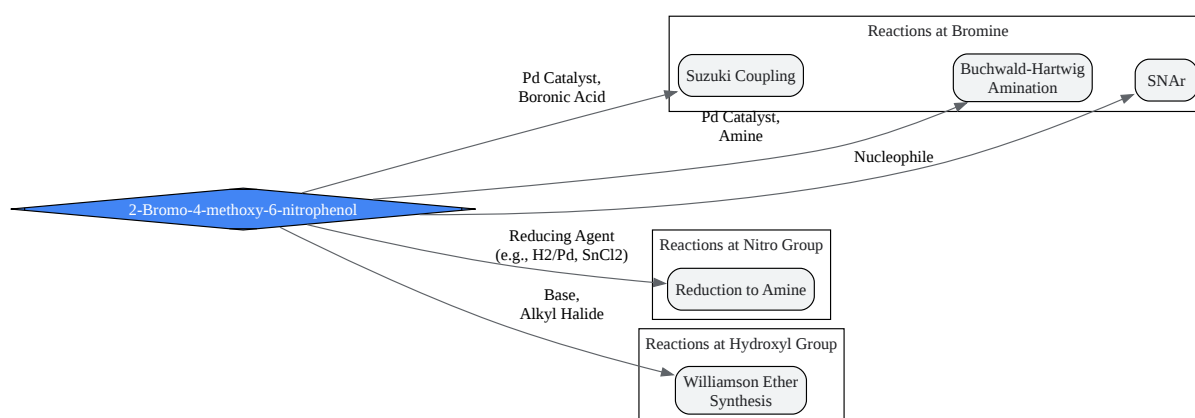 Reactions at Bromine
Suzuki Coupling
Buchwald-Hartwig
Amination
SNAr
Pd Catalyst,
Boronic Acid
Pd Catalyst,
Amine
Nucleophile
2-Bromo-4-methoxy-6-nitrophenol
Reducing Agent
(e.g., H2/Pd, SnCl2)
Reactions at Nitro Group
Reduction to Amine
Base,
Alkyl Halide
Reactions at Hydroxyl Group
Williamson Ether
Synthesis